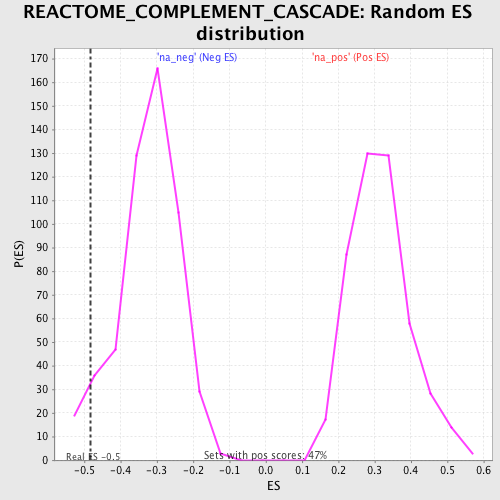 REACTOME_COMPLEMENT_CASCADE: Random ES
distribution
'na_neg' (Neg ES)
'na_pos' (Pos ES)
170
160
150
140
130
120
110
100
90
80
70
60
50
40
30
20
10
0
P(ES)
Real ES -0.5
Sets with pos scores: 47%
-0.5 -0.4 -0.3 -0.2 -0.1 0.0 0.1 0.2 0.3 0.4 0.5 0.6
ES